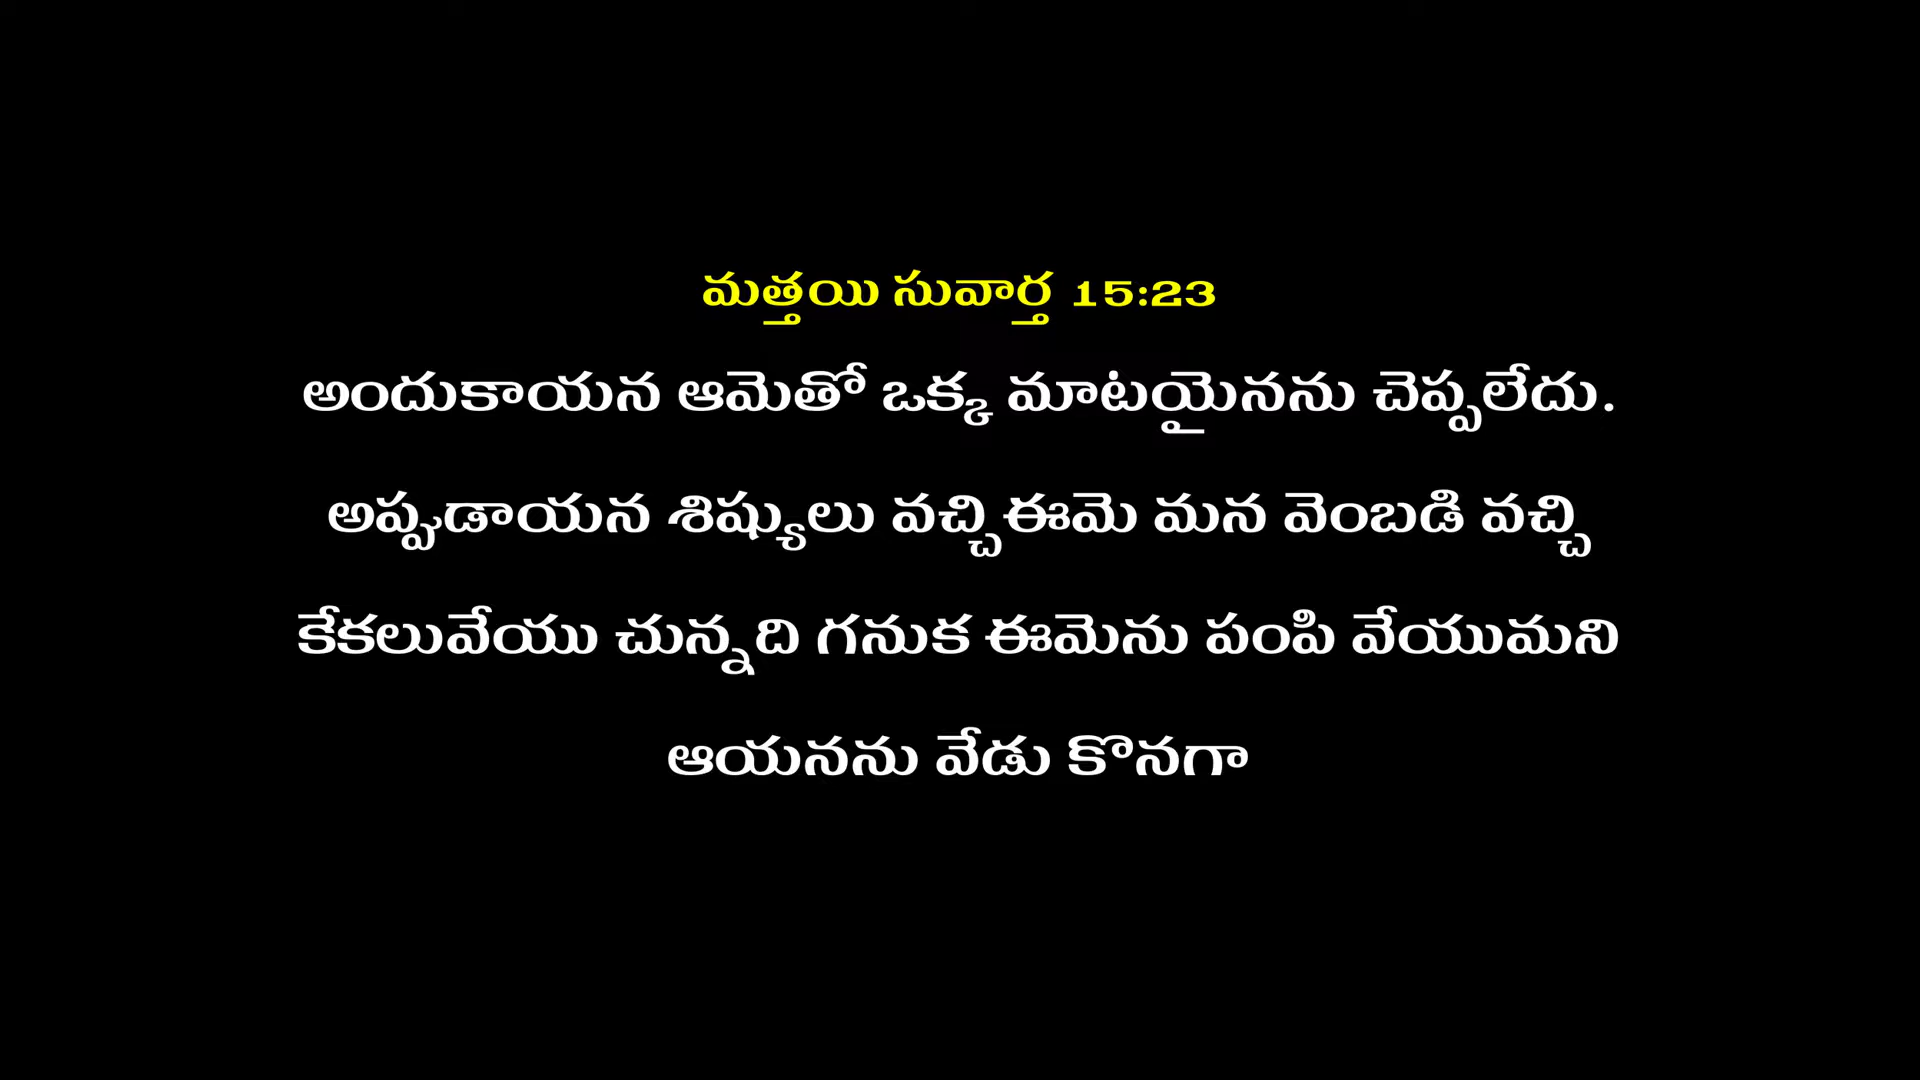 మత్తయి సువార్త 15:23
అందుకాయన ఆమెతో ఒక్క మాటయైనను చెప్పలేదు.
అప్పుడాయన శిష్యులు వచ్చిఈమె మన వెంబడి వచ్చి
కేకలువేయు చున్నది గనుక ఈమెను పంపి వేయుమని
ఆయనను వేడు కొనగా